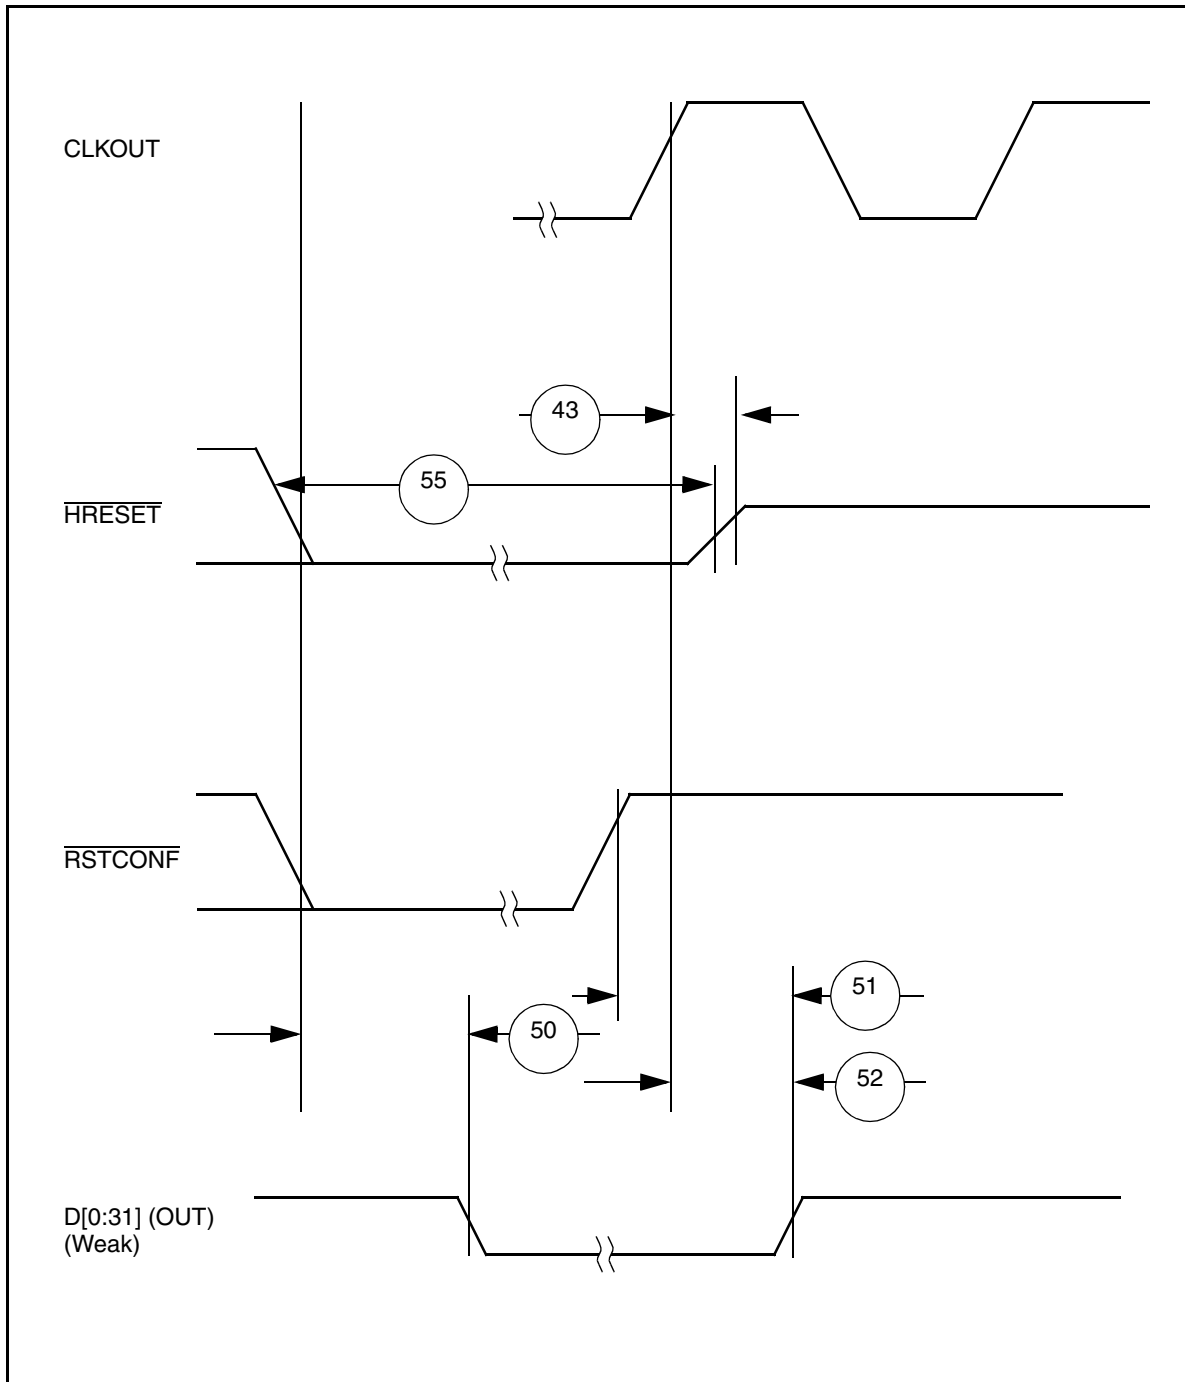 CLKOUT
43
55
HRESET
RSTCONF
51
50
52
D[0:31] (OUT)
(Weak)